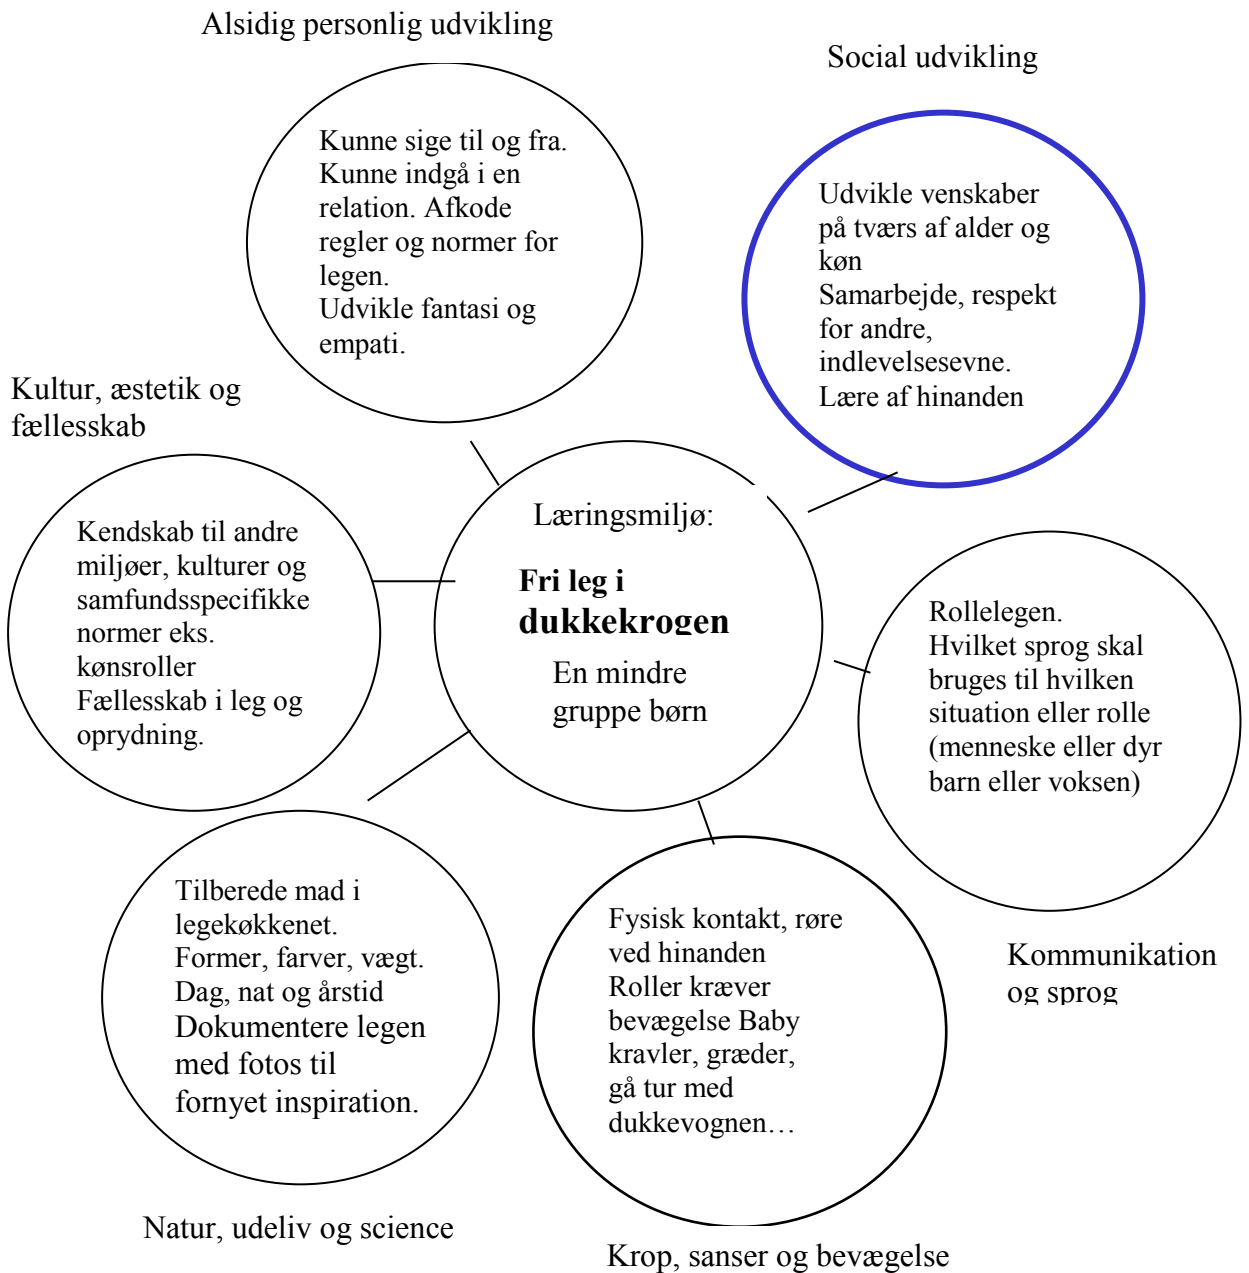 Alsidig personlig udvikling
Kunne sige til og fra.
Kunne indgå i en
relation. Afkode
regler og normer for
legen.
Udvikle fantasi og
empati.
Social udvikling
Udvikle venskaber
på tværs af alder og
køn
Samarbejde, respekt
for andre,
indlevelsesevne.
Lære af hinanden
Kultur, æstetik og
fællesskab
Kendskab til andre
miljøer, kulturer og
samfundsspecifikke
normer eks.
kønsroller
Fællesskab i leg og
oprydning.
Læringsmiljø:
Fri leg i
dukkekrogen
En mindre
gruppe børn
Rollelegen.
Hvilket sprog skal
bruges til hvilken
situation eller rolle
(menneske eller dyr
barn eller voksen)
Kommunikation
og sprog
Tilberede mad i
legekøkkenet.
Former, farver, vægt.
Dag, nat og årstid
Dokumentere legen
med fotos til
fornyet inspiration.
Natur, udeliv og science
Fysisk kontakt, røre
ved hinanden
Roller kræver
bevægelse Baby
kravler, græder,
gå tur med
dukkevognen…
Krop, sanser og bevægelse